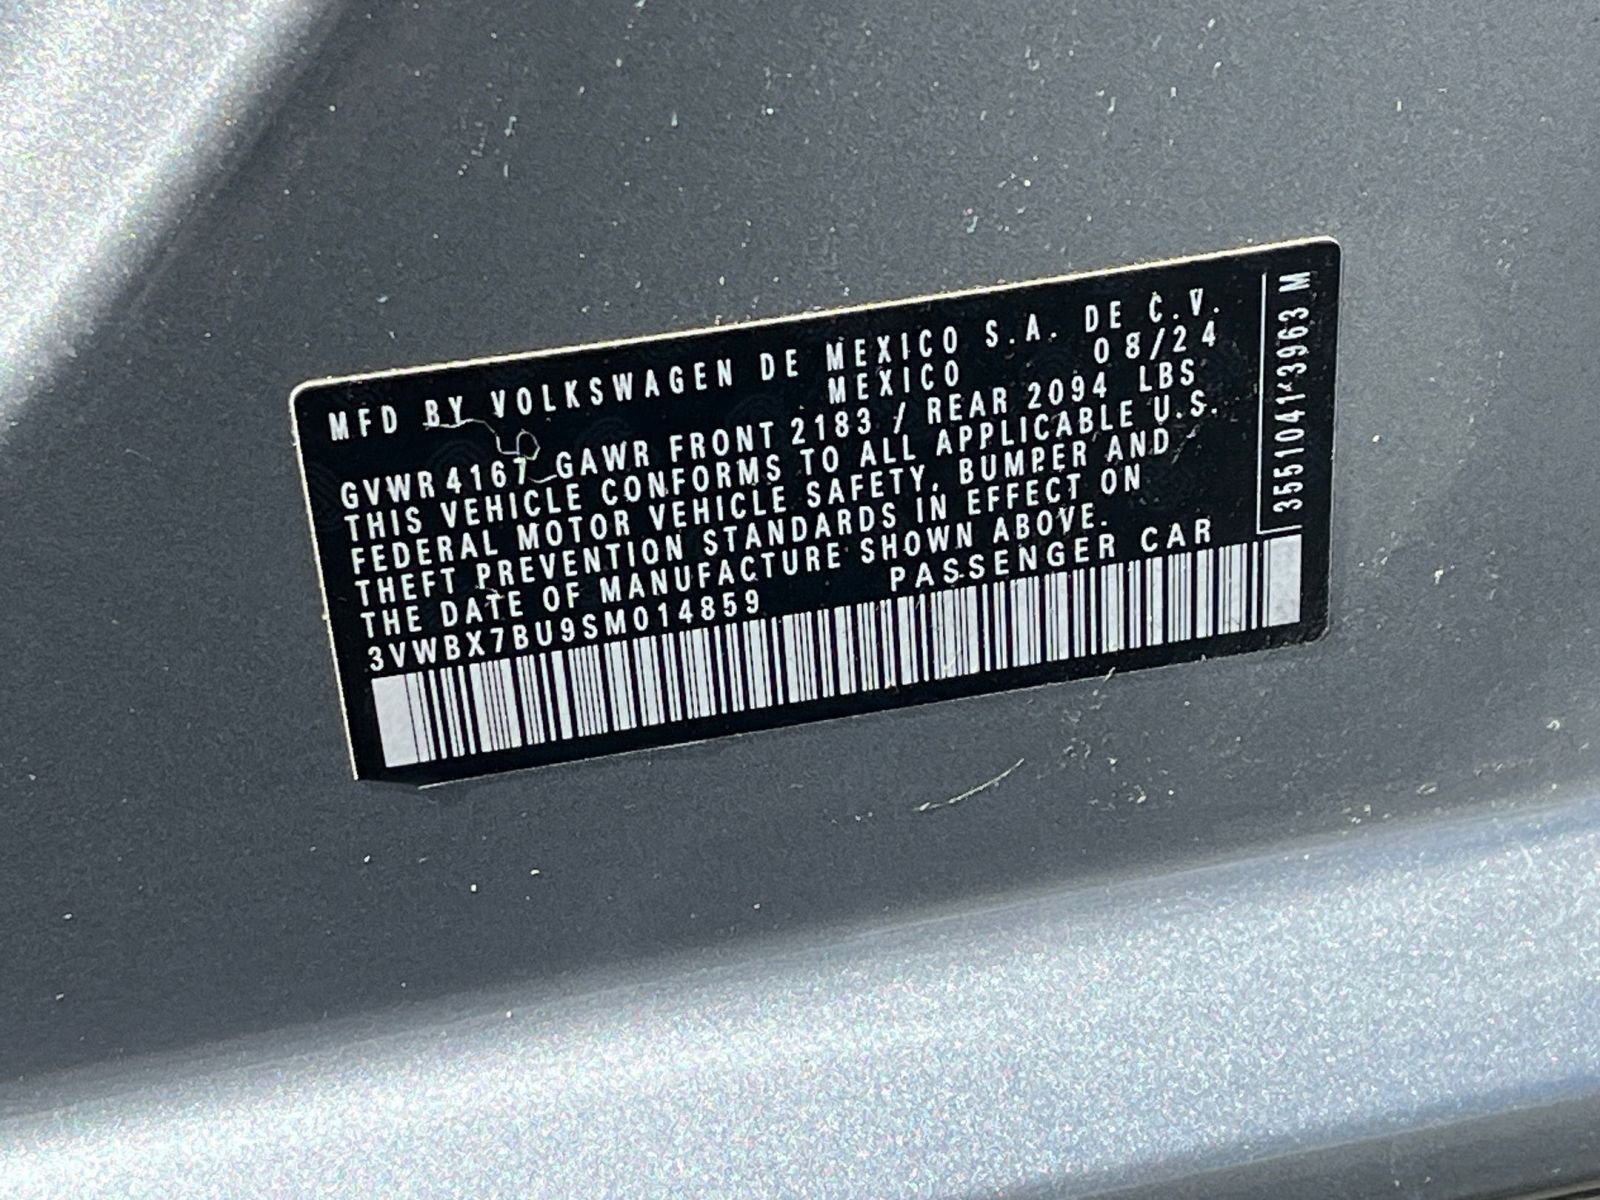 MFD BY VOLKSWAGEN DE MEXICO S.A. DE C.V.
MEXICO 08/24
GVWR 4167 GAWR FRONT 2183 / REAR 2094 LBS
THIS VEHICLE CONFORMS TO ALL APPLICABLE U.S.
FEDERAL MOTOR VEHICLE SAFETY, BUMPER AND
THEFT PREVENTION STANDARDS IN EFFECT ON
THE DATE OF MANUFACTURE SHOWN ABOVE.
3VWBX7BU9SM014859 PASSENGER CAR
3551041*3963 M